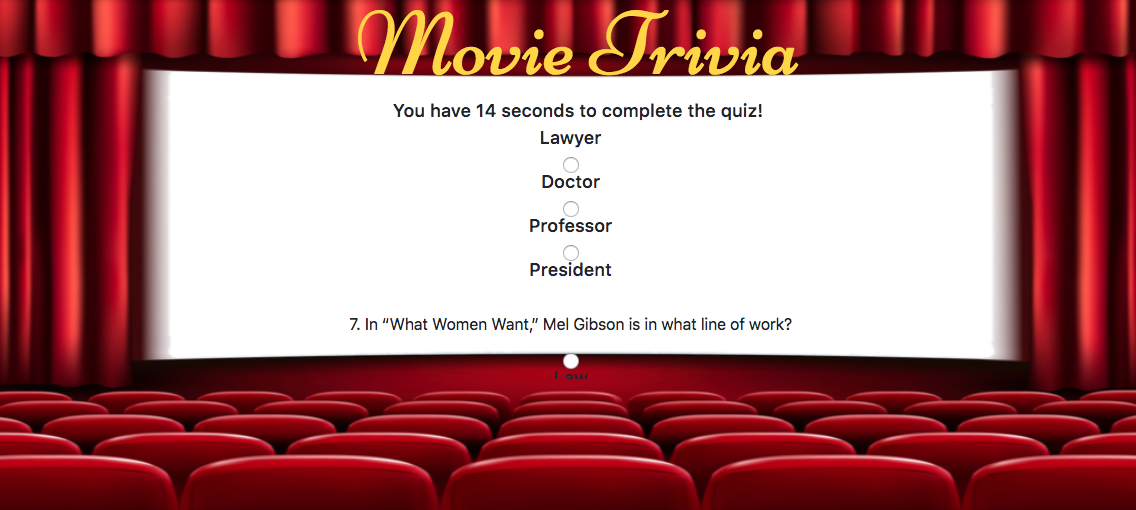 Movie Trivia
You have 14 seconds to complete the quiz!
Lawyer
Doctor
Professor
President
7. In “What Women Want,” Mel Gibson is in what line of work?
Law